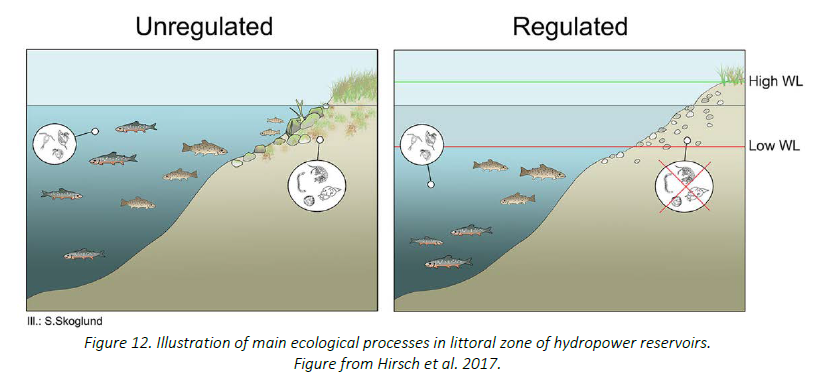 Unregulated
Regulated
High WL
Low WL
Ill.: S.Skoglund
Figure 12. Illustration of main ecological processes in littoral zone of hydropower reservoirs.
Figure from Hirsch et al. 2017.